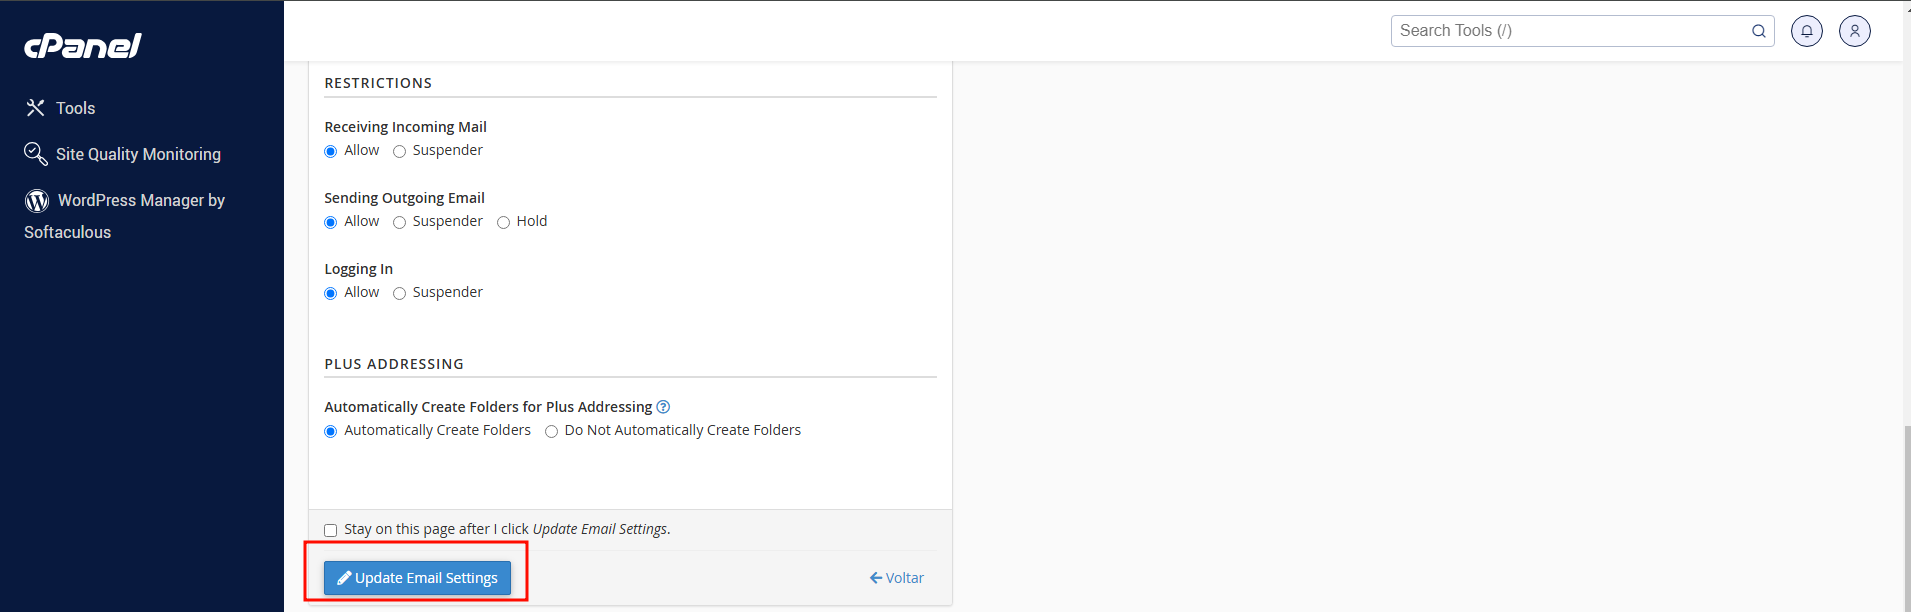 cPanel
Search Tools (/)
Tools
Site Quality Monitoring
WordPress Manager by
Softaculous
RESTRICTIONS
Receiving Incoming Mail
Allow Suspender
Sending Outgoing Email
Allow Suspender Hold
Logging In
Allow Suspender
PLUS ADDRESSING
Automatically Create Folders for Plus Addressing
Automatically Create Folders Do Not Automatically Create Folders
Stay on this page after I click Update Email Settings.
Update Email Settings
Voltar